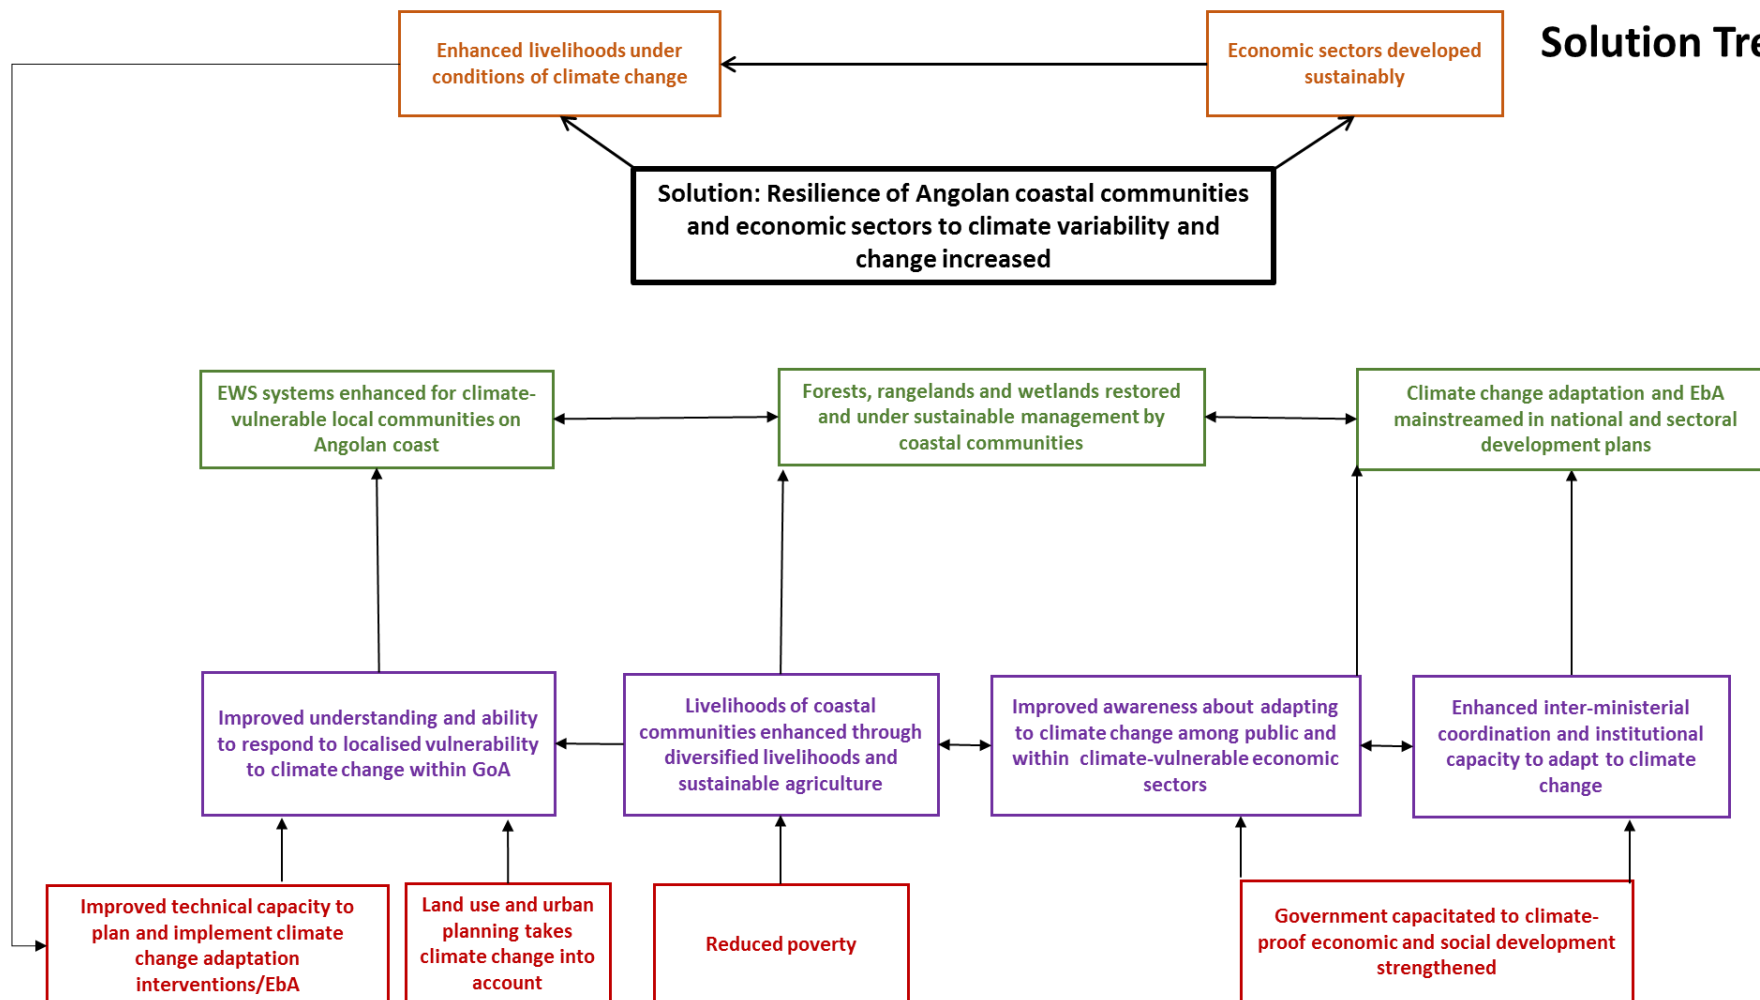 Enhanced livelihoods under
conditions of climate change
Economic sectors developed
sustainably
Solution Tre
Solution: Resilience of Angolan coastal communities
and economic sectors to climate variability and
change increased
EWS systems enhanced for climate-
vulnerable local communities on
Angolan coast
Forests, rangelands and wetlands restored
and under sustainable management by
coastal communities
Climate change adaptation and EbA
mainstreamed in national and sectoral
development plans
Improved understanding and ability
to respond to localised vulnerability
to climate change within GoA
Livelihoods of coastal
communities enhanced through
diversified livelihoods and
sustainable agriculture
Improved awareness about adapting
to climate change among public and
within climate-vulnerable economic
sectors
Enhanced inter-ministerial
coordination and institutional
capacity to adapt to climate
change
Improved technical capacity to
plan and implement climate
change adaptation
interventions/EbA
Land use and urban
planning takes
climate change into
account
Reduced poverty
Government capacitated to climate-
proof economic and social development
strengthened